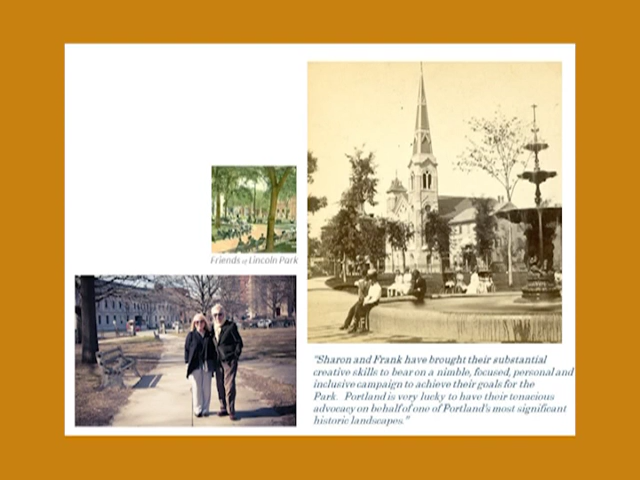 Friends of Lincoln Park
"Sharon and Frank have brought their substantial
creative skills to bear on a nimble, focused, personal and
inclusive campaign to achieve their goals for the
Park. Portland is very lucky to have their tenacious
advocacy on behalf of one of Portland's most significant
historic landscapes."